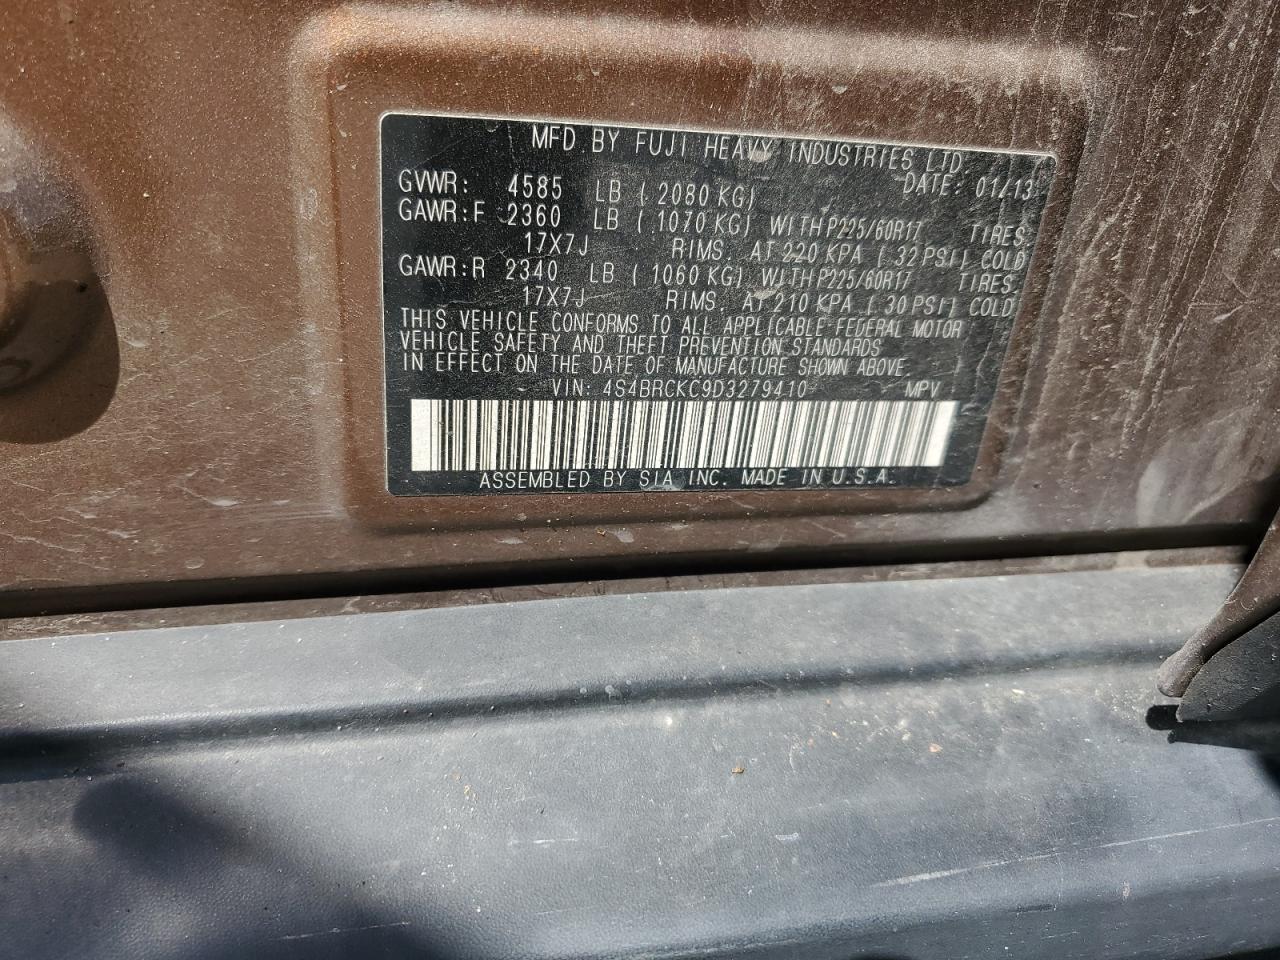 MFD BY FUJI HEAVY INDUSTRIES LTD.
DATE: 01/13
GVWR: 4585 LB ( 2080 KG)
GAWR:F 2360 LB ( 1070 KG) WITH P225/60R17 TIRES,
17X7J RIMS. AT 220 KPA ( 32 PSI) COLD
GAWR:R 2340 LB ( 1060 KG) WITH P225/60R17 TIRES.
17X7J RIMS. AT 210 KPA ( 30 PSI) COLD
THIS VEHICLE CONFORMS TO ALL APPLICABLE FEDERAL MOTOR
VEHICLE SAFETY AND THEFT PREVENTION STANDARDS
IN EFFECT ON THE DATE OF MANUFACTURE SHOWN ABOVE.
VIN: 4S4BRCKC9D3279410 MPV
ASSEMBLED BY SIA INC. MADE IN U.S.A.